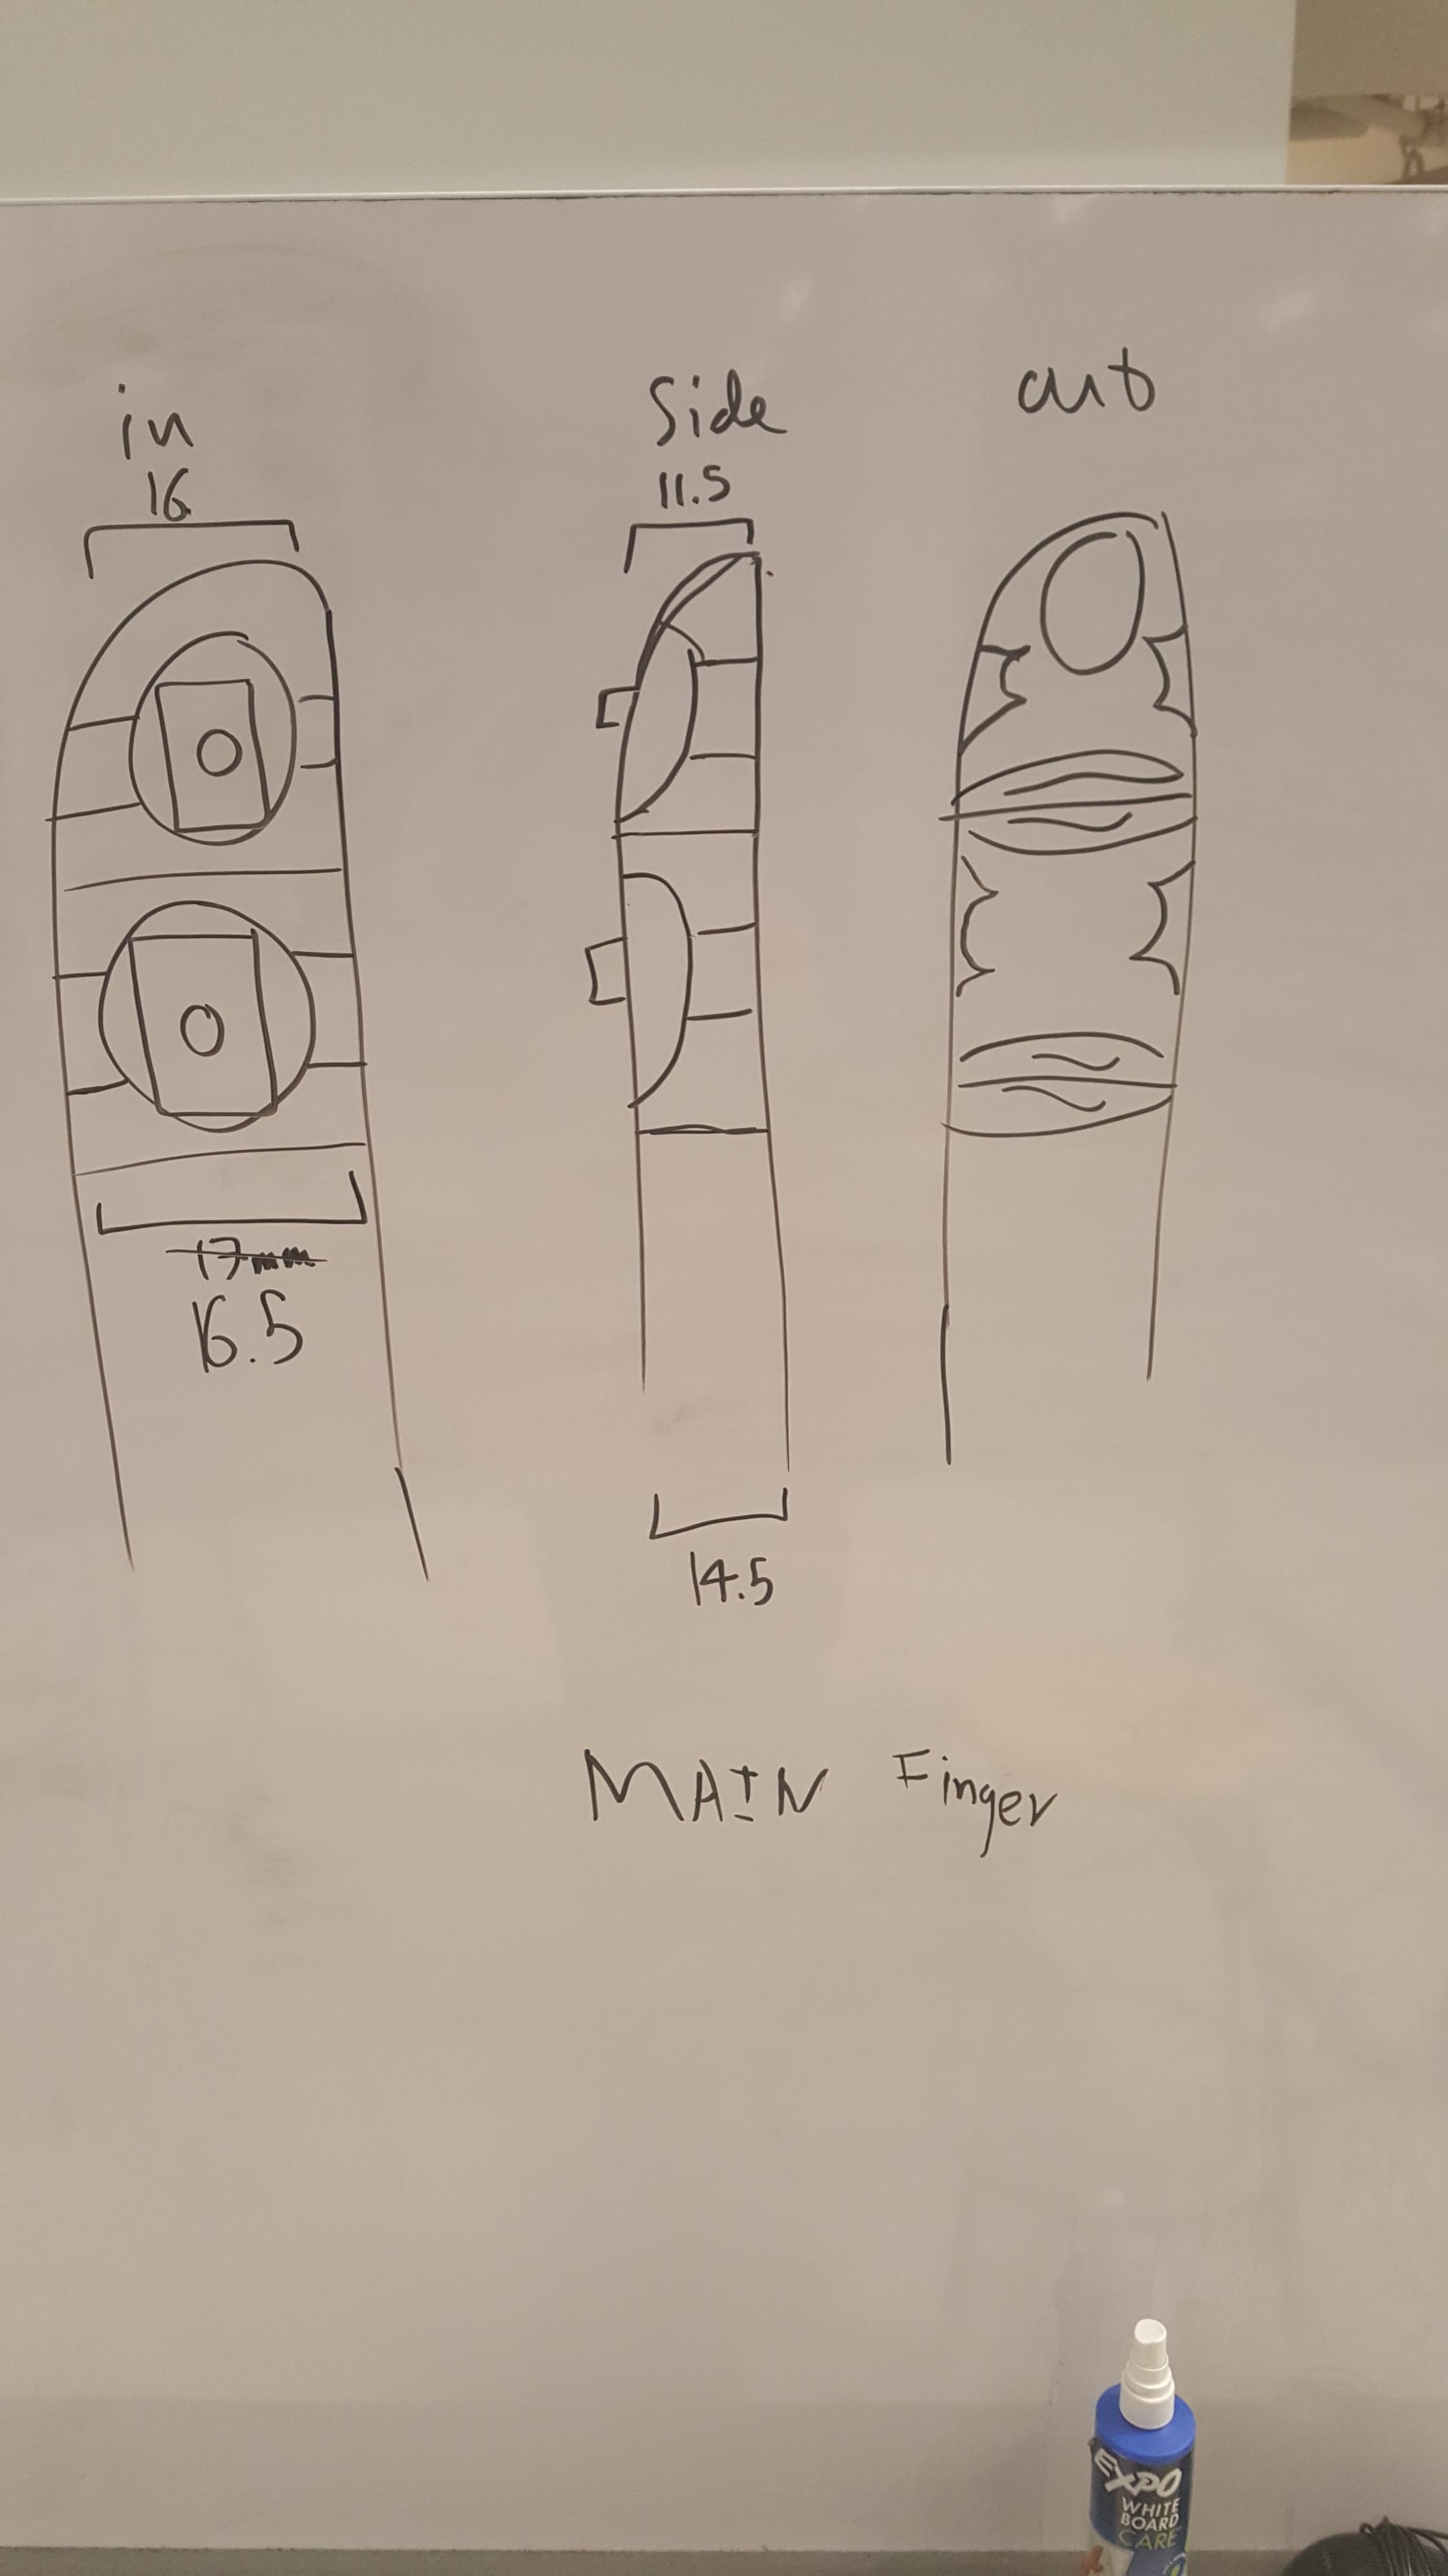 in
16
Side
11.5
out
17mm
16.5
14.5
MAIN Finger
EXPO
WHITE
BOARD
CARE